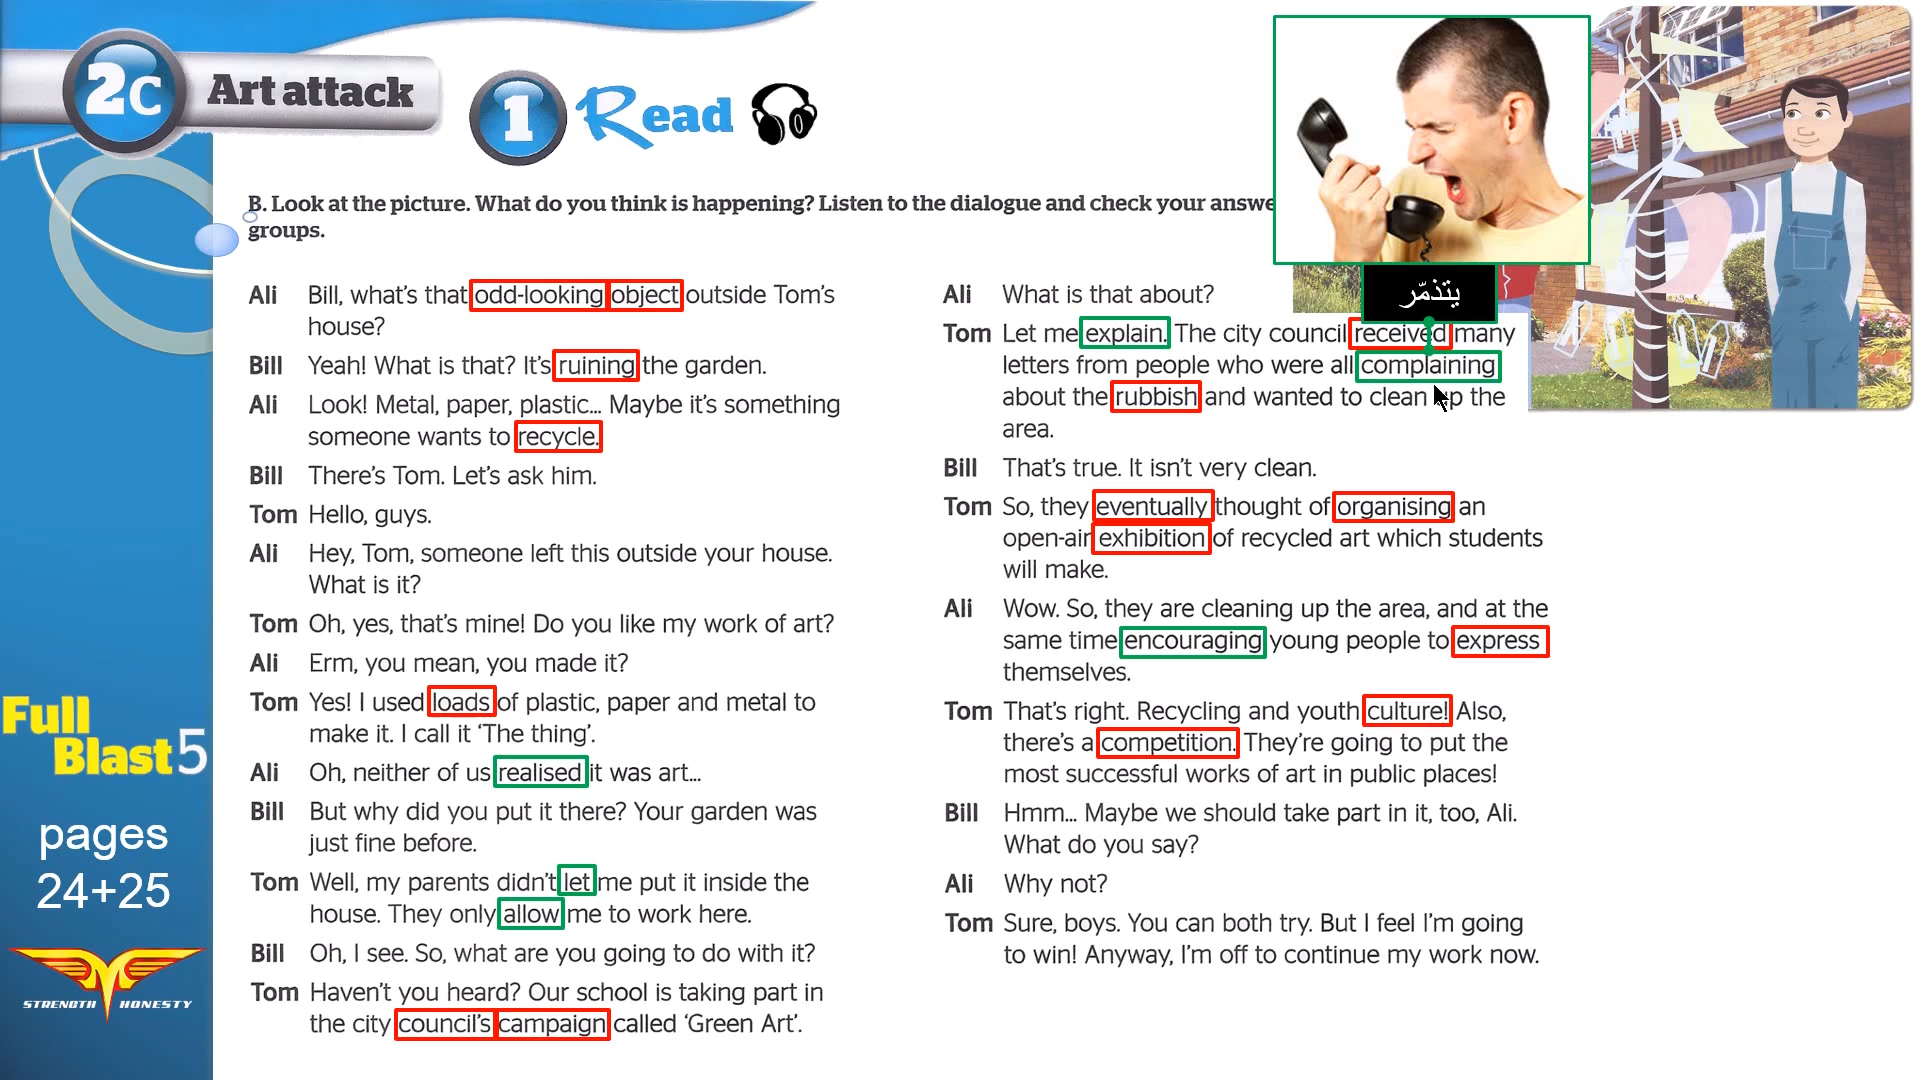 2c Art attack
1 Read
B. Look at the picture. What do you think is happening? Listen to the dialogue and check your answe
groups.
Ali Bill, what's that odd-looking object outside Tom's
house?
Bill Yeah! What is that? It's ruining the garden.
Ali Look! Metal, paper, plastic... Maybe it's something
someone wants to recycle.
Bill There's Tom. Let's ask him.
Tom Hello, guys.
Ali Hey, Tom, someone left this outside your house.
What is it?
Tom Oh, yes, that's mine! Do you like my work of art?
Ali Erm, you mean, you made it?
Tom Yes! I used loads of plastic, paper and metal to
make it. I call it 'The thing'.
Ali Oh, neither of us realised it was art...
Bill But why did you put it there? Your garden was
just fine before.
Tom Well, my parents didn't let me put it inside the
house. They only allow me to work here.
Bill Oh, I see. So, what are you going to do with it?
Tom Haven't you heard? Our school is taking part in
the city council's campaign called 'Green Art'.
Ali What is that about?
يتذمّر
Tom Let me explain. The city council received many
letters from people who were all complaining
about the rubbish and wanted to clean up the
area.
Bill That's true. It isn't very clean.
Tom So, they eventually thought of organising an
open-air exhibition of recycled art which students
will make.
Ali Wow. So, they are cleaning up the area, and at the
same time encouraging young people to express
themselves.
Tom That's right. Recycling and youth culture! Also,
there's a competition. They're going to put the
most successful works of art in public places!
Bill Hmm... Maybe we should take part in it, too, Ali.
What do you say?
Ali Why not?
Tom Sure, boys. You can both try. But I feel I'm going
to win! Anyway, I'm off to continue my work now.
Full
Blast 5
pages
24+25
STRENGTH HONESTY